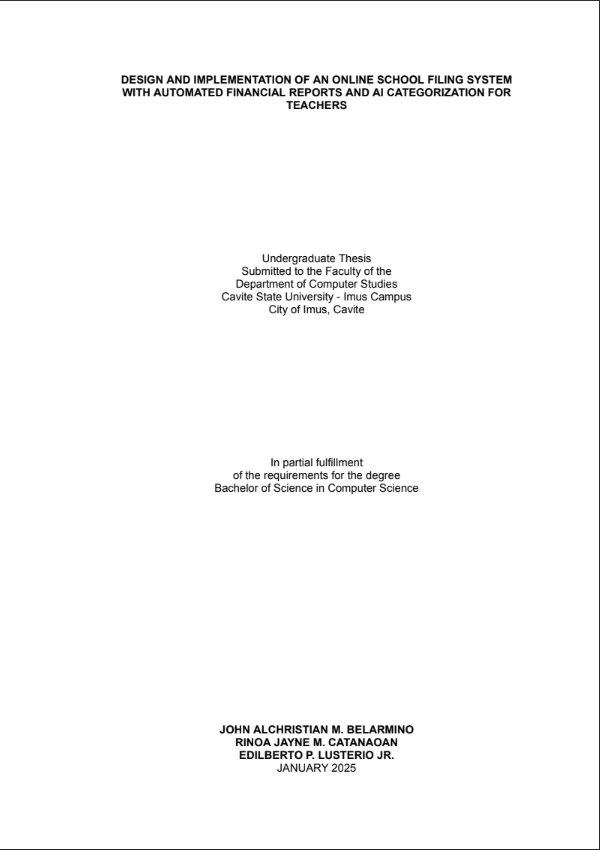 DESIGN AND IMPLEMENTATION OF AN ONLINE SCHOOL FILING SYSTEM
WITH AUTOMATED FINANCIAL REPORTS AND AI CATEGORIZATION FOR
TEACHERS
Undergraduate Thesis
Submitted to the Faculty of the
Department of Computer Studies
Cavite State University - Imus Campus
City of Imus, Cavite
In partial fulfillment
of the requirements for the degree
Bachelor of Science in Computer Science
JOHN ALCHRISTIAN M. BELARMINO
RINOA JAYNE M. CATANAOAN
EDILBERTO P. LUSTERIO JR.
JANUARY 2025